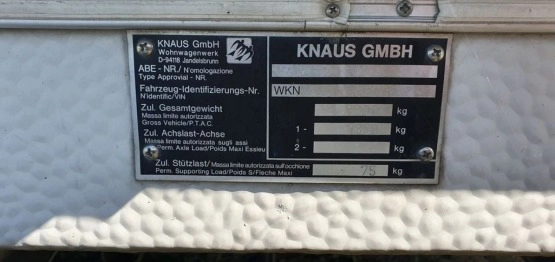 KNAUS GmbH
Wohnwagenwerk
D-94118 Jandelsbrunn
KNAUS GMBH
ABE - NR./ N'omologazione
Type Approvial - NR.
Fahrzeug-Identifizierungs-Nr.
N'identific/VIN
WKN
Zul. Gesamtgewicht
Massa limite autorizzata
Gross Vehicle/P.T.A.C.
kg
Zul. Achslast-Achse
Massa limite autorizzata sugli assi
Perm. Axle Load/Poids Maxi Essieu
1 - kg
2 - kg
Zul. Stützlast/ Massa limite autorizzata sull'occhione
Perm. Supporting Load/Poids S/Fleche Maxi
75 kg